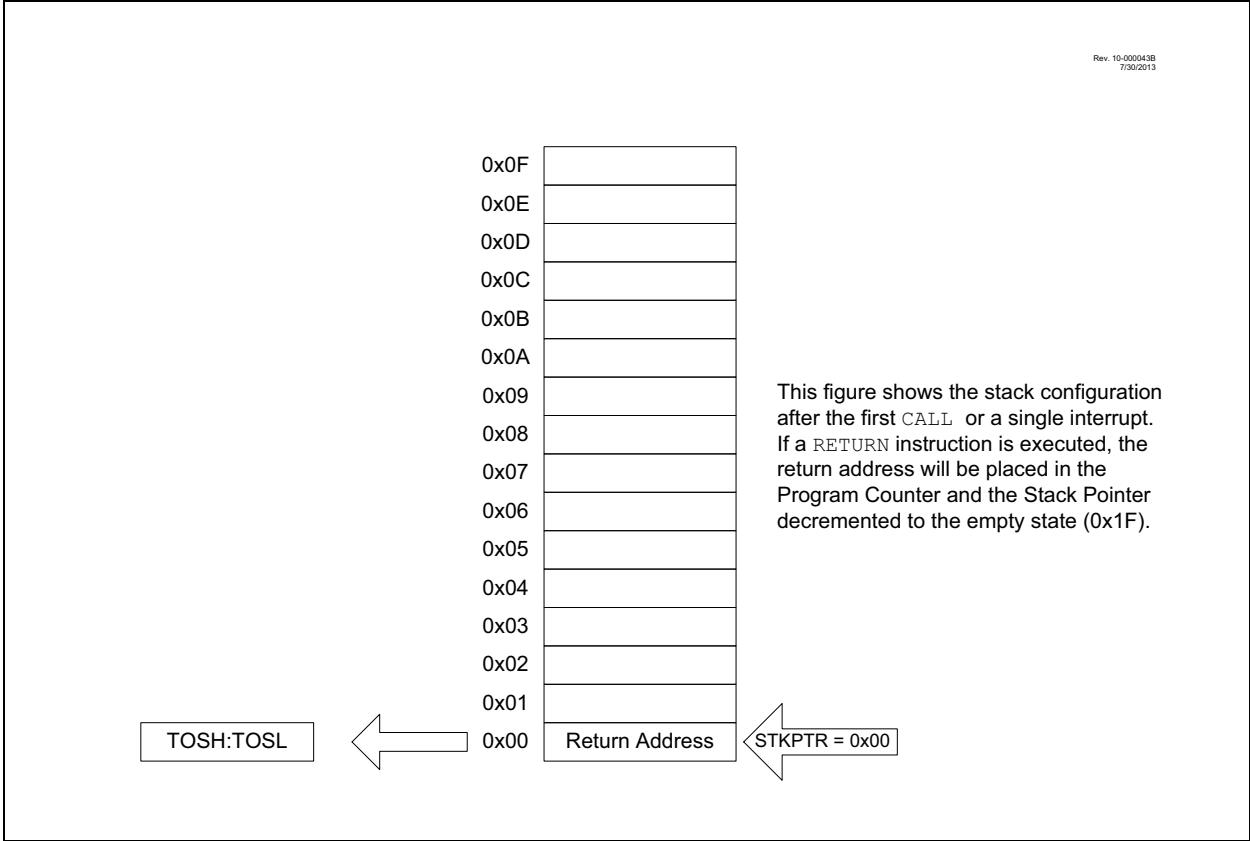 Rev. 10-000043B
7/30/2013
0x0F
0x0E
0x0D
0x0C
0x0B
0x0A
0x09
0x08
0x07
0x06
0x05
0x04
0x03
0x02
0x01
This figure shows the stack configuration
after the first CALL or a single interrupt.
If a RETURN instruction is executed, the
return address will be placed in the
Program Counter and the Stack Pointer
decremented to the empty state (0x1F).
TOSH:TOSL
0x00
Return Address
STKPTR = 0x00